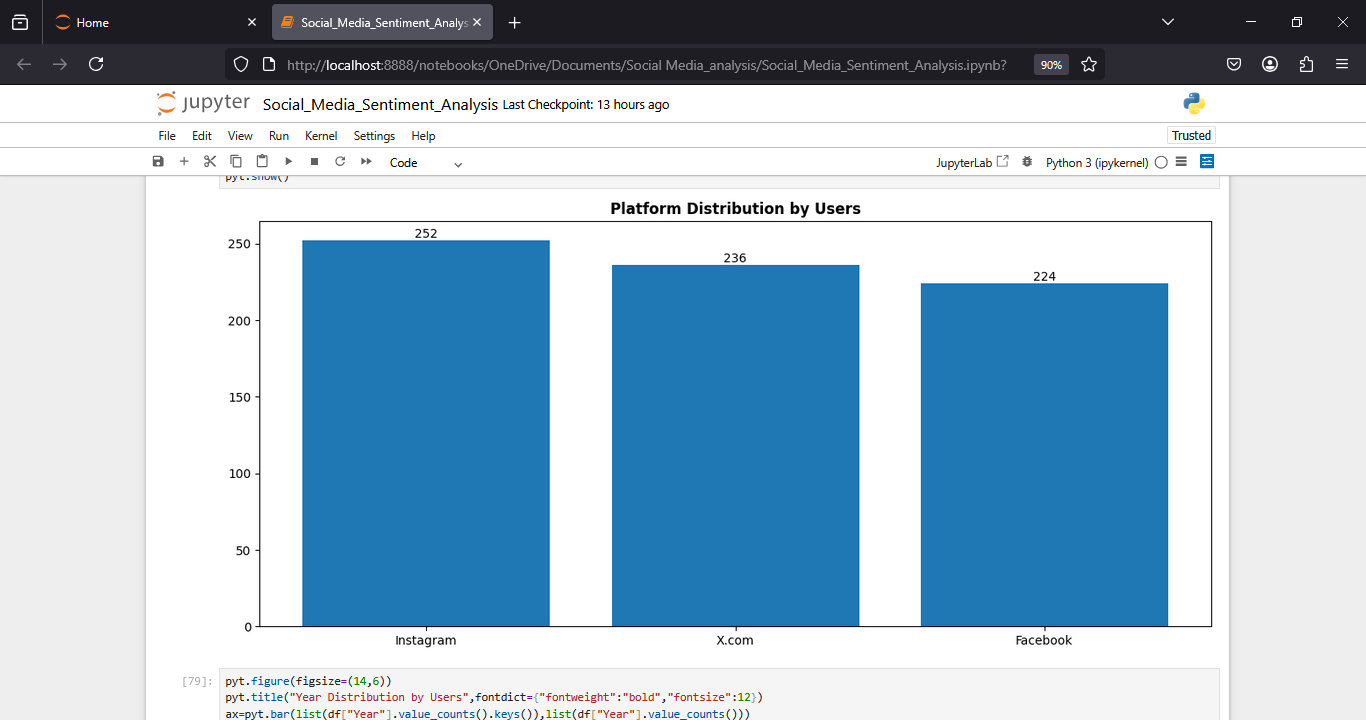 Home
Social_Media_Sentiment_Analys
http://localhost:8888/notebooks/OneDrive/Documents/Social Media_analysis/Social_Media_Sentiment_Analysis.ipynb?
90%
jupyter Social_Media_Sentiment_Analysis Last Checkpoint: 13 hours ago
File Edit View Run Kernel Settings Help
Trusted
Code
JupyterLab
Python 3 (ipykernel)
pyt.show()
Platform Distribution by Users
252
236
224
250
200
150
100
50
0
Instagram X.com Facebook
[79]:
pyt.figure(figsize=(14,6))
pyt.title("Year Distribution by Users",fontdict={"fontweight":"bold","fontsize":12})
ax=pyt.bar(list(df["Year"].value_counts().keys()),list(df["Year"].value_counts()))